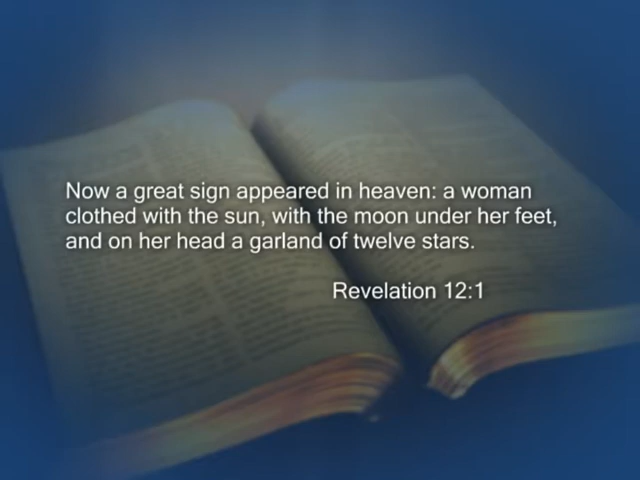 Now a great sign appeared in heaven: a woman
clothed with the sun, with the moon under her feet,
and on her head a garland of twelve stars.
Revelation 12:1